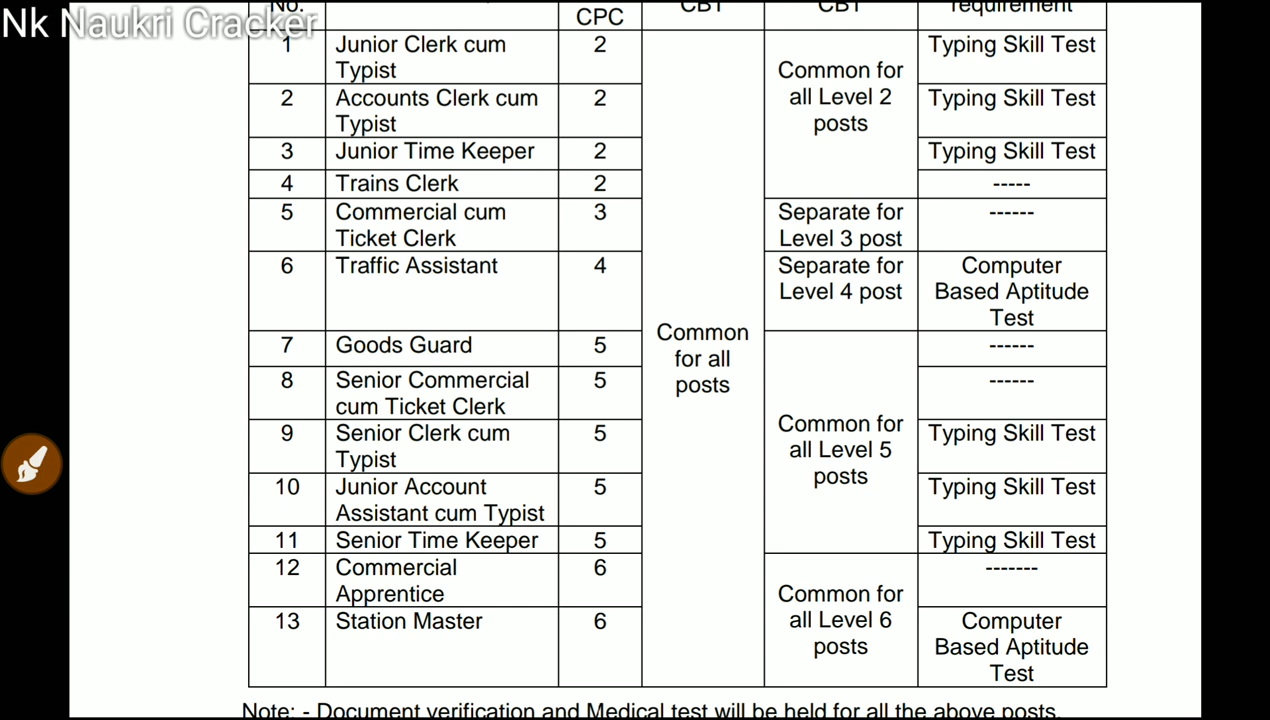 Nk Naukri Cracker
No.
CPC
CBT
CBT
requirement
1 Junior Clerk cum 2 Typing Skill Test
Typist
Common for
all Level 2
posts
2 Accounts Clerk cum 2 Typing Skill Test
Typist
3 Junior Time Keeper 2 Typing Skill Test
4 Trains Clerk 2 -----
5 Commercial cum 3 Separate for ------
Ticket Clerk Level 3 post
6 Traffic Assistant 4 Separate for Computer
Level 4 post Based Aptitude
Test
Common
for all
posts
7 Goods Guard 5 ------
8 Senior Commercial 5 ------
cum Ticket Clerk
Common for
all Level 5
posts
9 Senior Clerk cum 5 Typing Skill Test
Typist
10 Junior Account 5 Typing Skill Test
Assistant cum Typist
11 Senior Time Keeper 5 Typing Skill Test
12 Commercial 6 -------
Apprentice
Common for
all Level 6
posts
13 Station Master 6 Computer
Based Aptitude
Test
Note: - Document verification and Medical test will be held for all the above posts.